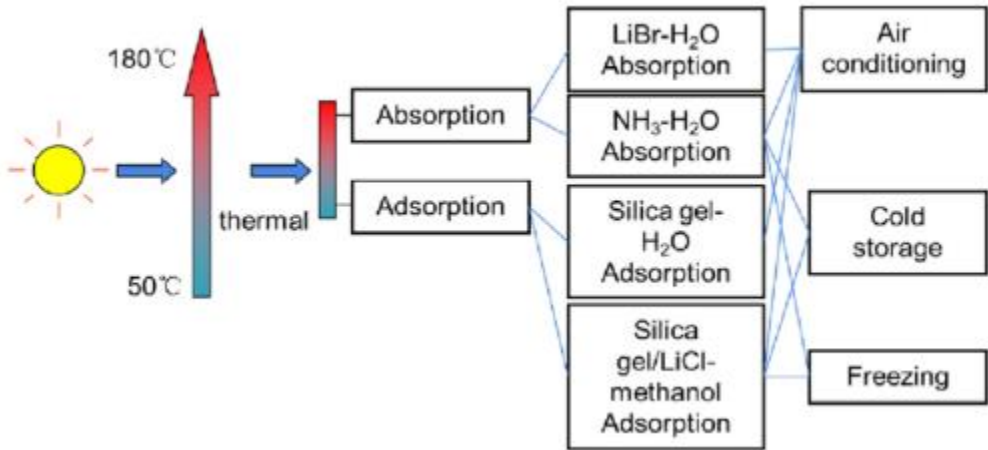 180℃
50℃
thermal
Absorption
Adsorption
LiBr-H₂O
Absorption
NH₃-H₂O
Absorption
Silica gel-
H₂O
Adsorption
Silica
gel/LiCl-
methanol
Adsorption
Air
conditioning
Cold
storage
Freezing